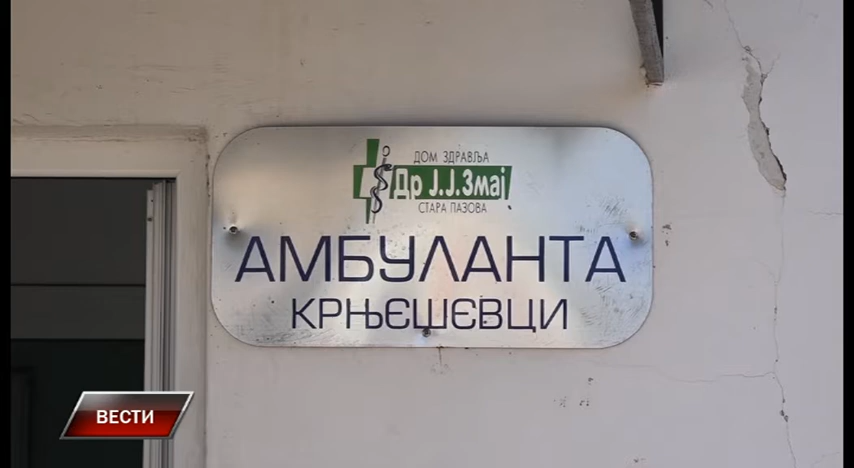 ДОМ ЗДРАВЉА
Др Ј.Ј.Змај
СТАРА ПАЗОВА
АМБУЛАНТА
КРЊЕШЕВЦИ
ВЕСТИ